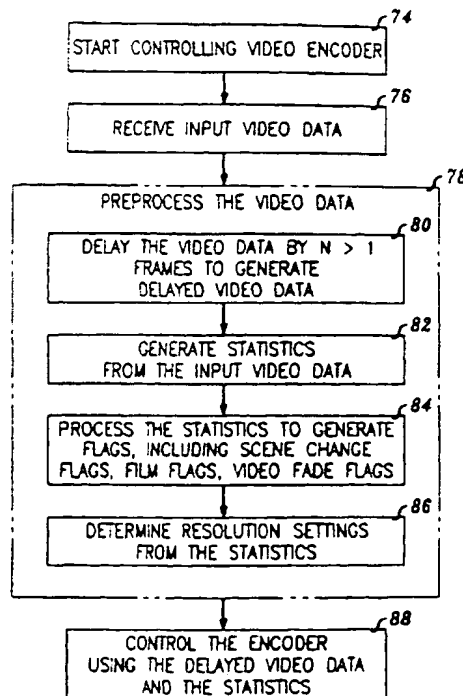 74
START CONTROLLING VIDEO ENCODER
76
RECEIVE INPUT VIDEO DATA
78
PREPROCESS THE VIDEO DATA
80
DELAY THE VIDEO DATA BY N > 1
FRAMES TO GENERATE
DELAYED VIDEO DATA
82
GENERATE STATISTICS
FROM THE INPUT VIDEO DATA
84
PROCESS THE STATISTICS TO GENERATE
FLAGS, INCLUDING SCENE CHANGE
FLAGS, FILM FLAGS, VIDEO FADE FLAGS
86
DETERMINE RESOLUTION SETTINGS
FROM THE STATISTICS
88
CONTROL THE ENCODER
USING THE DELAYED VIDEO DATA
AND THE STATISTICS